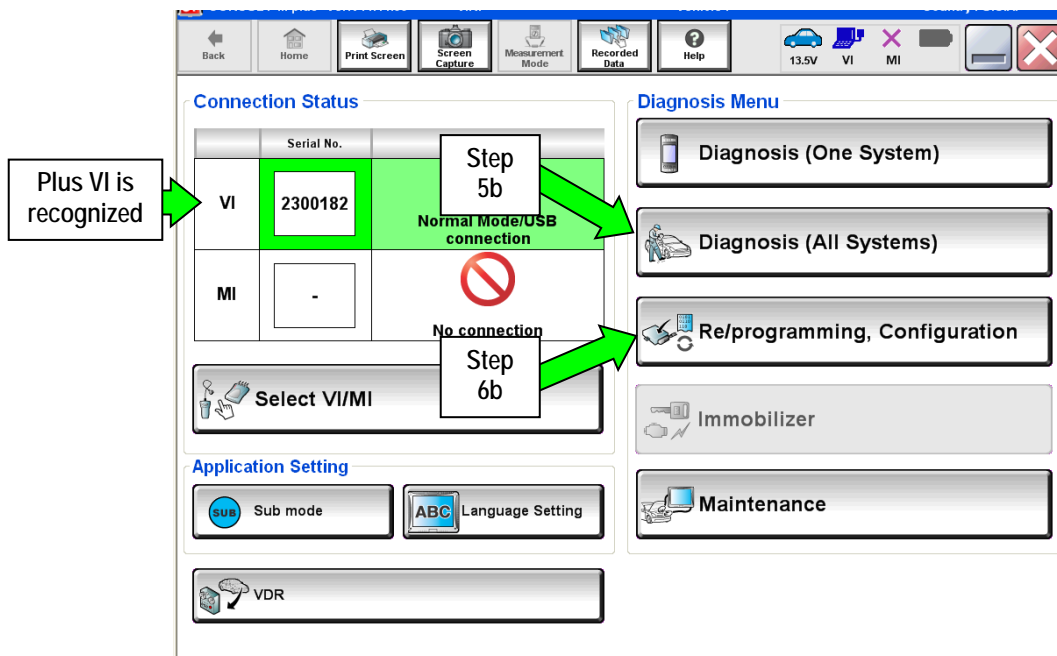 Back
Home
Print Screen
Screen
Capture
Measurement
Mode
Recorded
Data
Help
13.5V
VI
MI
Connection Status
Diagnosis Menu
Serial No.
Plus VI is
recognized
VI
2300182
Step
5b
Normal Mode/USB
connection
MI
-
No connection
Step
6b
Select VI/MI
Application Setting
SUB
Sub mode
ABC
Language Setting
VDR
Diagnosis (One System)
Diagnosis (All Systems)
Re/programming, Configuration
Immobilizer
Maintenance